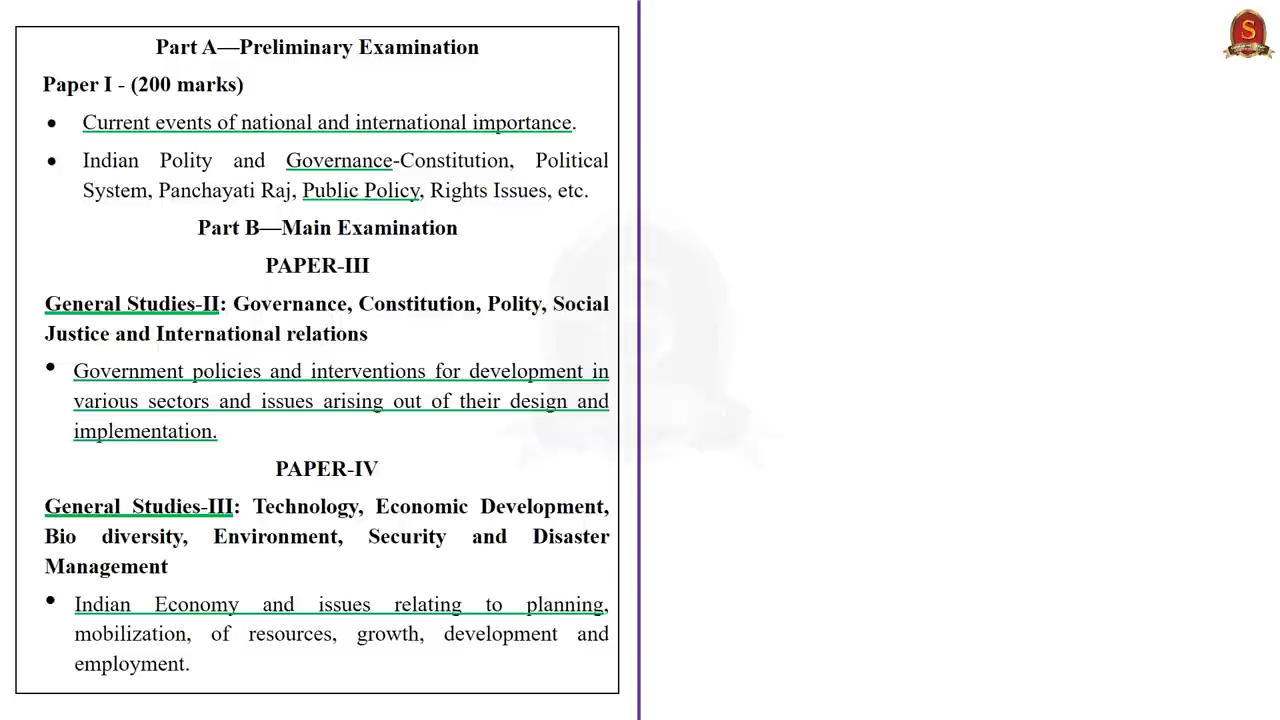 Part A—Preliminary Examination
Paper I - (200 marks)
• Current events of national and international importance.
• Indian Polity and Governance-Constitution, Political
System, Panchayati Raj, Public Policy, Rights Issues, etc.
Part B—Main Examination
PAPER-III
General Studies-II: Governance, Constitution, Polity, Social
Justice and International relations
• Government policies and interventions for development in
various sectors and issues arising out of their design and
implementation.
PAPER-IV
General Studies-III: Technology, Economic Development,
Bio diversity, Environment, Security and Disaster
Management
• Indian Economy and issues relating to planning,
mobilization, of resources, growth, development and
employment.
S